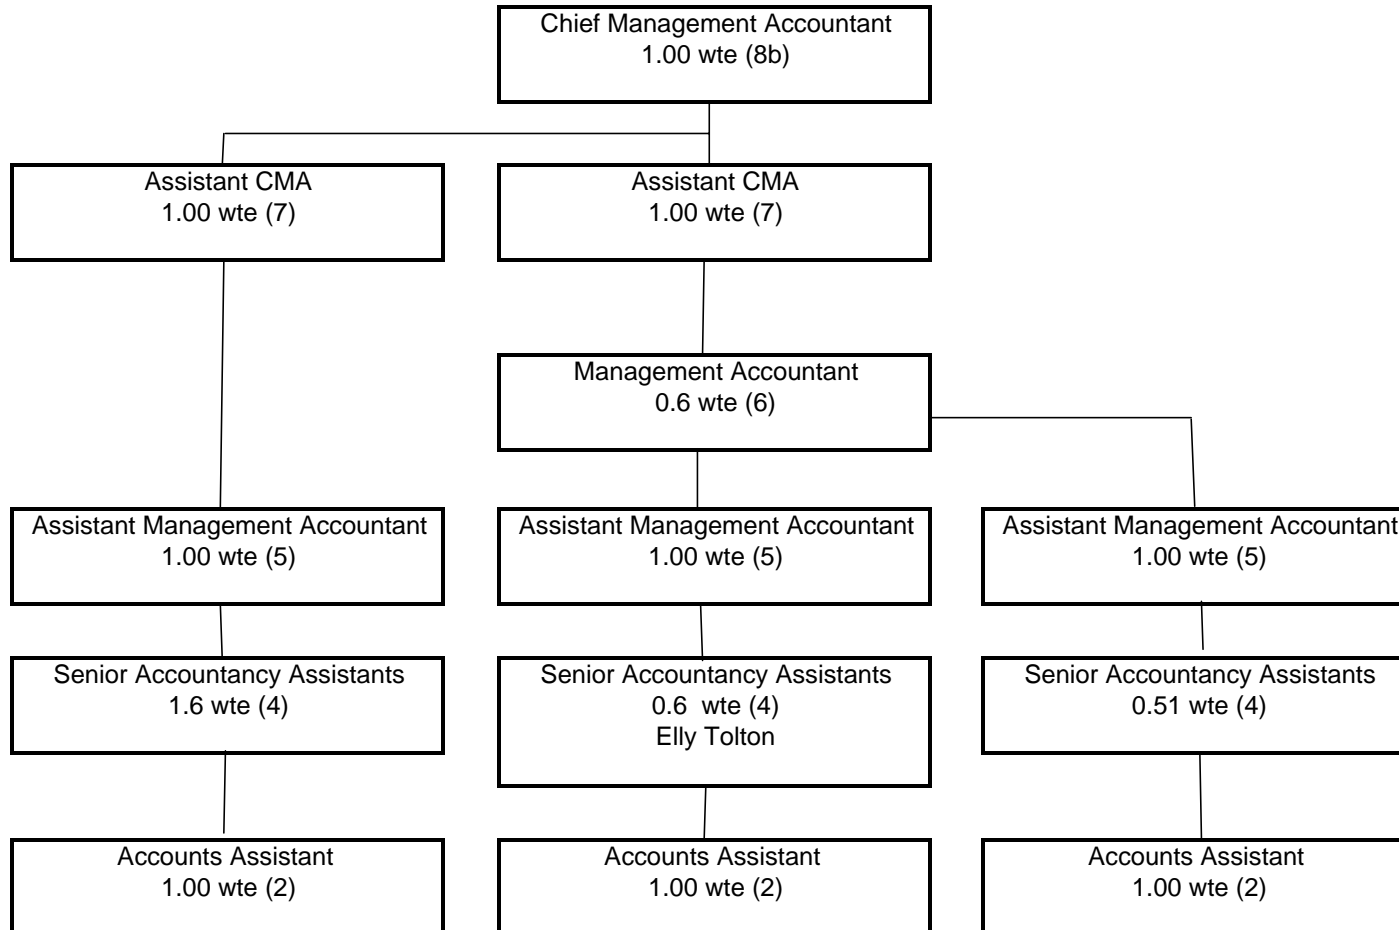 Chief Management Accountant
1.00 wte (8b)
Assistant CMA
1.00 wte (7)
Assistant CMA
1.00 wte (7)
Management Accountant
0.6 wte (6)
Assistant Management Accountant
1.00 wte (5)
Assistant Management Accountant
1.00 wte (5)
Assistant Management Accountant
1.00 wte (5)
Senior Accountancy Assistants
1.6 wte (4)
Senior Accountancy Assistants
0.6  wte (4)
Elly Tolton
Senior Accountancy Assistants
0.51 wte (4)
Accounts Assistant
1.00 wte (2)
Accounts Assistant
1.00 wte (2)
Accounts Assistant
1.00 wte (2)